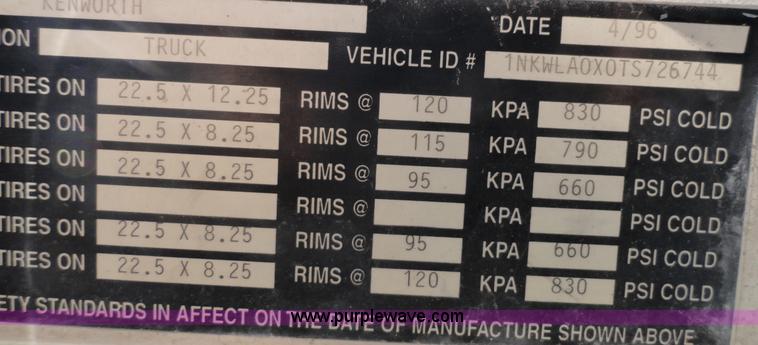 KENWORTH
DATE 4/96
ION TRUCK VEHICLE ID # 1NKWLA0X0TS726744
TIRES ON 22.5 X 12.25 RIMS @ 120 KPA 830 PSI COLD
TIRES ON 22.5 X 8.25 RIMS @ 115 KPA 790 PSI COLD
TIRES ON 22.5 X 8.25 RIMS @ 95 KPA 660 PSI COLD
TIRES ON RIMS @ KPA PSI COLD
TIRES ON 22.5 X 8.25 RIMS @ 95 KPA 660 PSI COLD
TIRES ON 22.5 X 8.25 RIMS @ 120 KPA 830 PSI COLD
ETY STANDARDS IN AFFECT ON THE DATE OF MANUFACTURE SHOWN ABOVE
www.purplewave.com